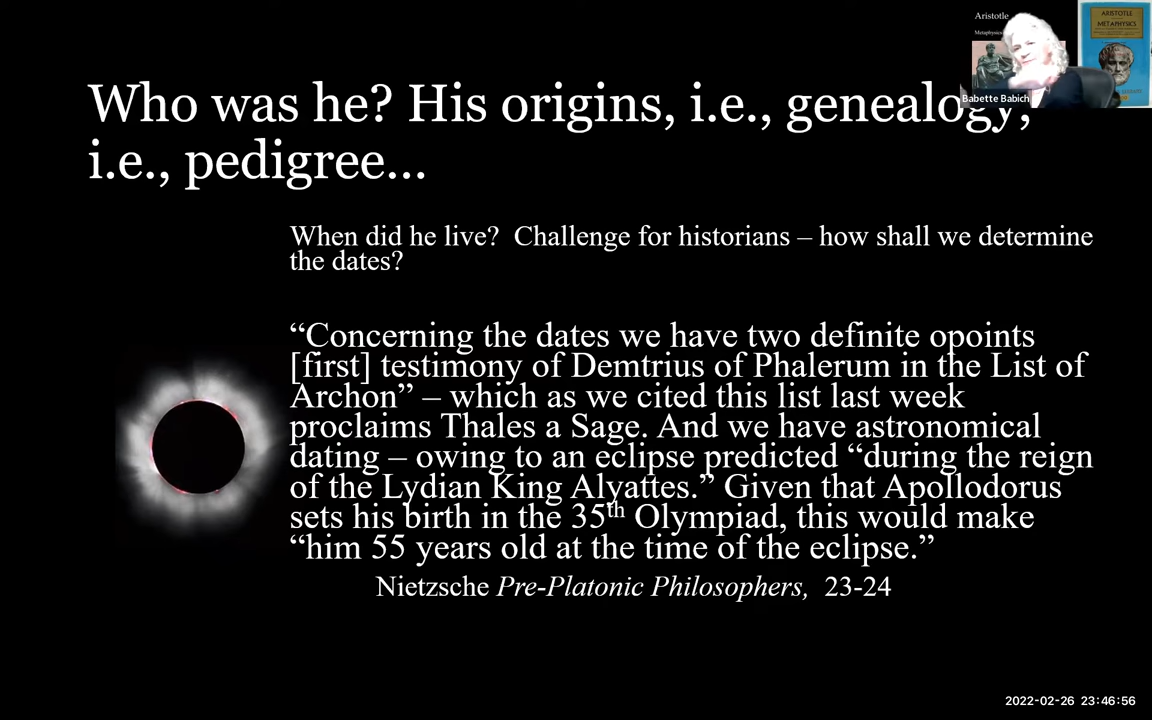 Aristotle
Metaphysics
ARISTOTLE
METAPHYSICS
Babette Babich
Who was he? His origins, i.e., genealogy,
i.e., pedigree...
When did he live?  Challenge for historians – how shall we determine
the dates?
“Concerning the dates we have two definite opoints
[first] testimony of Demtrius of Phalerum in the List of
Archon” – which as we cited this list last week
proclaims Thales a Sage. And we have astronomical
dating – owing to an eclipse predicted “during the reign
of the Lydian King Alyattes.” Given that Apollodorus
sets his birth in the 35th Olympiad, this would make
“him 55 years old at the time of the eclipse.”
Nietzsche Pre-Platonic Philosophers,  23-24
2022-02-26 23:46:56